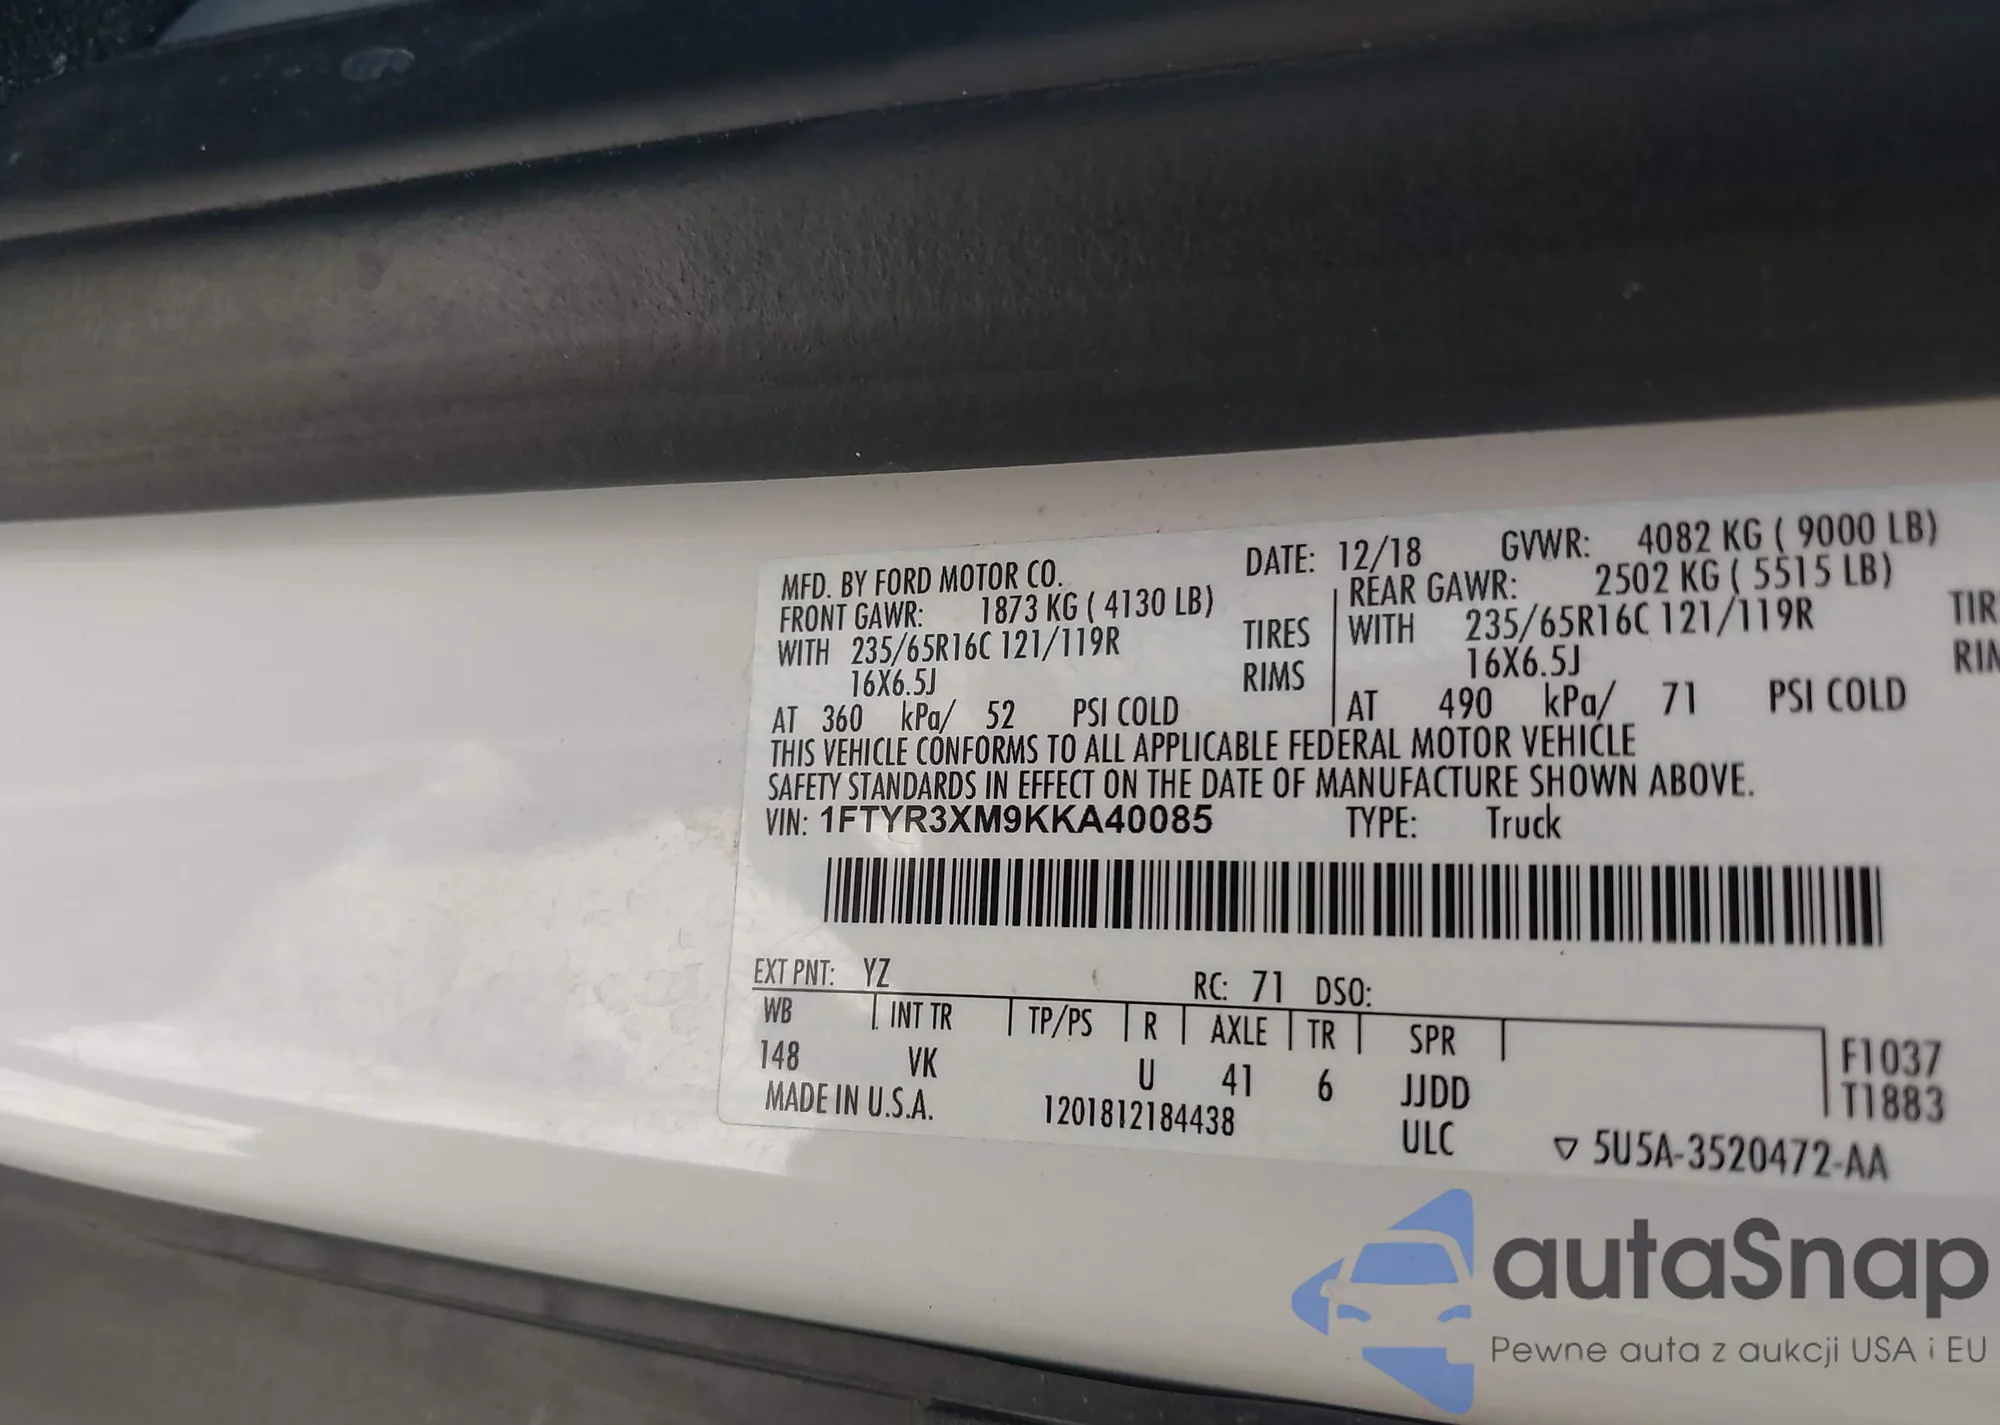 MFD. BY FORD MOTOR CO. DATE: 12/18 GVWR: 4082 KG ( 9000 LB)
FRONT GAWR: 1873 KG ( 4130 LB) REAR GAWR: 2502 KG ( 5515 LB)
WITH 235/65R16C 121/119R TIRES WITH 235/65R16C 121/119R TIR
16X6.5J RIMS 16X6.5J RIM
AT 360 kPa/ 52 PSI COLD AT 490 kPa/ 71 PSI COLD
THIS VEHICLE CONFORMS TO ALL APPLICABLE FEDERAL MOTOR VEHICLE
SAFETY STANDARDS IN EFFECT ON THE DATE OF MANUFACTURE SHOWN ABOVE.
VIN: 1FTYR3XM9KKA40085 TYPE: Truck
EXT PNT: YZ RC: 71 DSO:
WB INT TR TP/PS R AXLE TR SPR F1037
148 VK U 41 6 JJDD T1883
MADE IN U.S.A. 1201812184438 ULC ▽ 5U5A-3520472-AA
autaSnap
Pewne auta z aukcji USA i EU